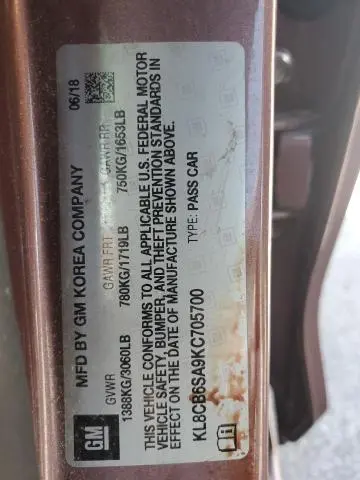 GM
MFD BY GM KOREA COMPANY 06/18
GVWR GAWR FRT GAWR RR
1388KG/3060LB 780KG/1719LB 750KG/1653LB
THIS VEHICLE CONFORMS TO ALL APPLICABLE U.S. FEDERAL MOTOR
VEHICLE SAFETY, BUMPER, AND THEFT PREVENTION STANDARDS IN
EFFECT ON THE DATE OF MANUFACTURE SHOWN ABOVE.
KL8CB6SA9KC705700 TYPE: PASS CAR